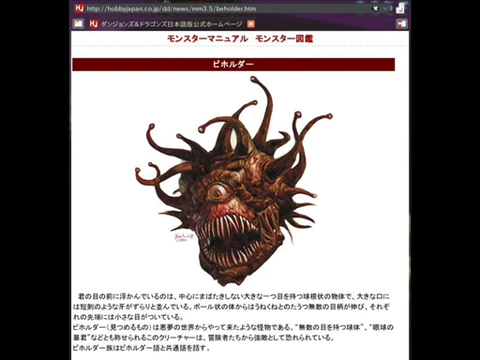 http://hobbyjapan.co.jp/dd/news/mm3.5/beholder.htm
ダンジョンズ&ドラゴンズ日本語版公式ホームページ
モンスターマニュアル モンスター図鑑
ビホルダー
君の目の前に浮かんでいるのは、中心にまばたきしない大きな一つ目を持つ球根状の物体で、大きな口に
は短剣のような牙がずらりと並んでいる。ボール状の体からはうねくねとのたうつ無数の目柄が伸び、それぞ
れの先端には小さな目がついている。
ビホルダー(見つめるもの)は悪夢の世界からやって来たような怪物である。“無数の目を持つ球体”、“眼球の
暴君”などとも称せられるこのクリーチャーは、冒険者たちから強敵として恐れられている。
ビホルダー族はビホルダー語と共通語を話す。